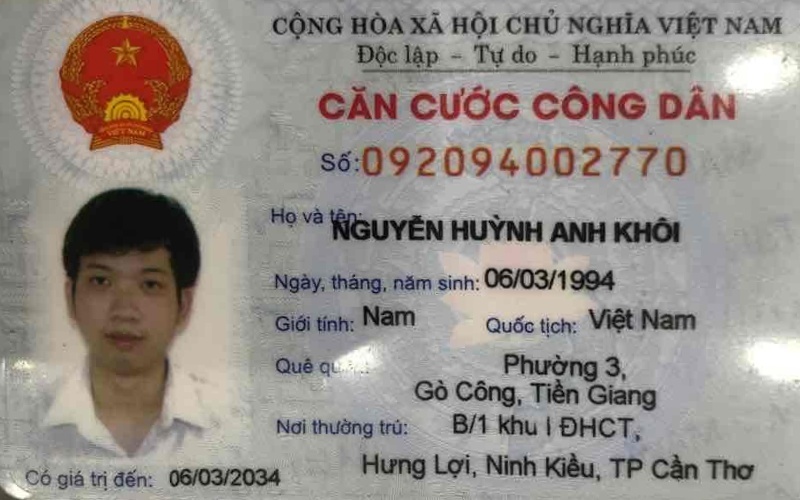 CỘNG HÒA XÃ HỘI CHỦ NGHĨA VIỆT NAM
Độc lập - Tự do - Hạnh phúc
CĂN CƯỚC CÔNG DÂN
Số: 092094002770
Họ và tên: NGUYỄN HUỲNH ANH KHÔI
Ngày, tháng, năm sinh: 06/03/1994
Giới tính: Nam Quốc tịch: Việt Nam
Quê Phường 3,
Gò Công, Tiền Giang
Nơi thường trú: B/1 khu I ĐHCT,
Hưng Lợi, Ninh Kiều, TP Cần Thơ
Có giá trị đến: 06/03/2034
VIỆT NAM